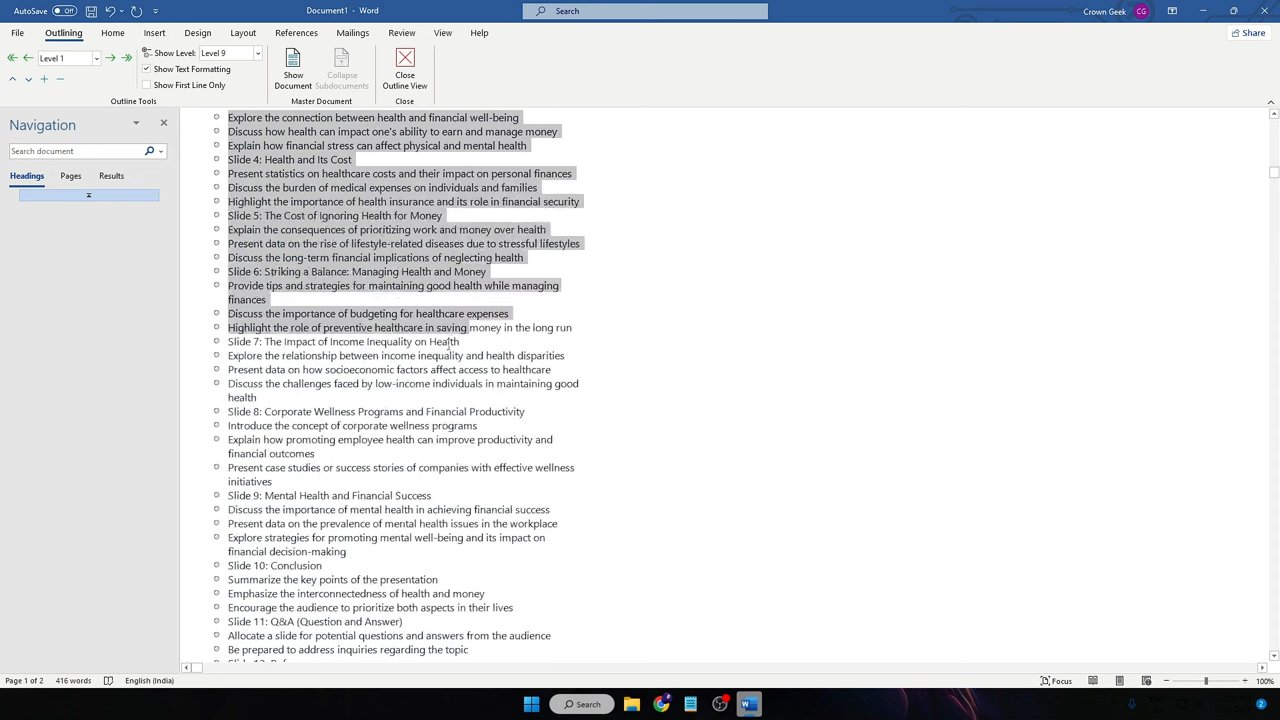 AutoSave Off Document1 - Word Search Crown Geek CG
File Outlining Home Insert Design Layout References Mailings Review View Help Share
Level 1 Show Level: Level 9
Show Text Formatting
Show First Line Only
Show Document Collapse Subdocuments Close Outline View
Outline Tools Master Document Close
Navigation
Search document
Headings Pages Results
Explore the connection between health and financial well-being
Discuss how health can impact one's ability to earn and manage money
Explain how financial stress can affect physical and mental health
Slide 4: Health and Its Cost
Present statistics on healthcare costs and their impact on personal finances
Discuss the burden of medical expenses on individuals and families
Highlight the importance of health insurance and its role in financial security
Slide 5: The Cost of Ignoring Health for Money
Explain the consequences of prioritizing work and money over health
Present data on the rise of lifestyle-related diseases due to stressful lifestyles
Discuss the long-term financial implications of neglecting health
Slide 6: Striking a Balance: Managing Health and Money
Provide tips and strategies for maintaining good health while managing
finances
Discuss the importance of budgeting for healthcare expenses
Highlight the role of preventive healthcare in saving money in the long run
Slide 7: The Impact of Income Inequality on Health
Explore the relationship between income inequality and health disparities
Present data on how socioeconomic factors affect access to healthcare
Discuss the challenges faced by low-income individuals in maintaining good
health
Slide 8: Corporate Wellness Programs and Financial Productivity
Introduce the concept of corporate wellness programs
Explain how promoting employee health can improve productivity and
financial outcomes
Present case studies or success stories of companies with effective wellness
initiatives
Slide 9: Mental Health and Financial Success
Discuss the importance of mental health in achieving financial success
Present data on the prevalence of mental health issues in the workplace
Explore strategies for promoting mental well-being and its impact on
financial decision-making
Slide 10: Conclusion
Summarize the key points of the presentation
Emphasize the interconnectedness of health and money
Encourage the audience to prioritize both aspects in their lives
Slide 11: Q&A (Question and Answer)
Allocate a slide for potential questions and answers from the audience
Be prepared to address inquiries regarding the topic
Page 1 of 2 416 words English (India) Focus 100%
Search 2